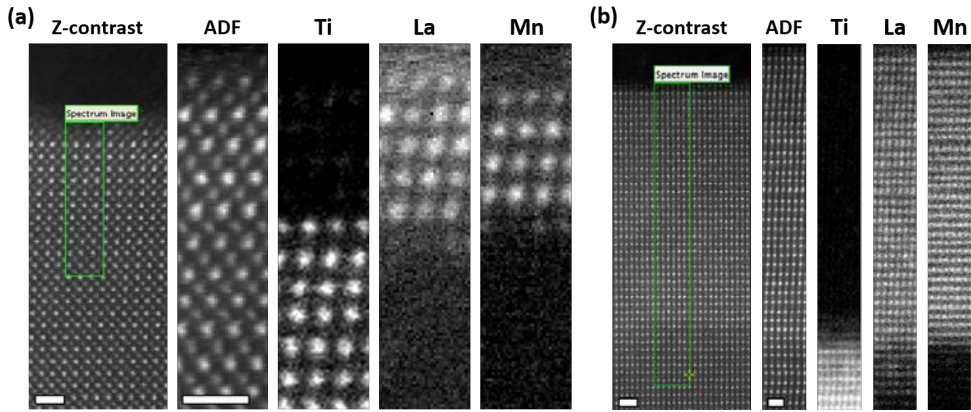 (a)
Z-contrast ADF Ti La Mn
Spectrum Image
(b)
Z-contrast ADF Ti La Mn
Spectrum Image